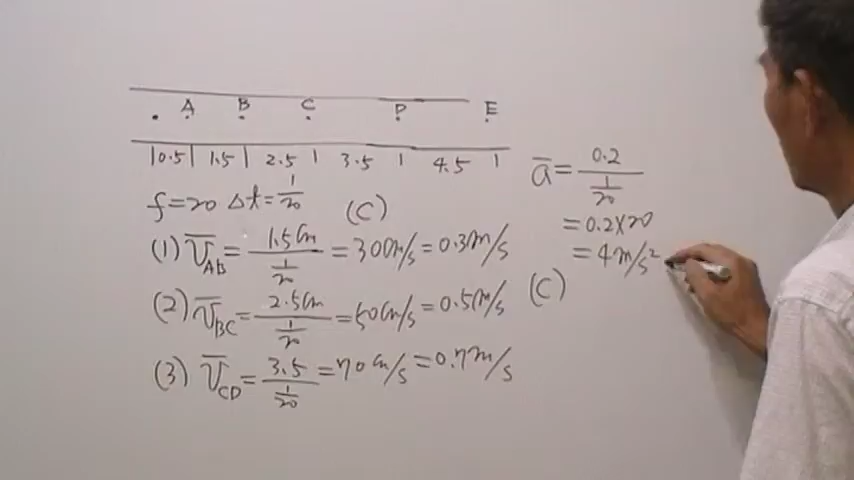 A B C D E
|0.5| 1.5| 2.5 | 3.5 | 4.5 |
f=20 Δt=1/20 (C)
(1) v̄AB = 1.5cm / (1/20) = 30cm/s = 0.3m/s
(2) v̄BC = 2.5cm / (1/20) = 50cm/s = 0.5m/s
(3) v̄CD = 3.5 / (1/20) = 70cm/s = 0.7m/s
ā = 0.2 / (1/20)
= 0.2×20
= 4m/s²
(C)